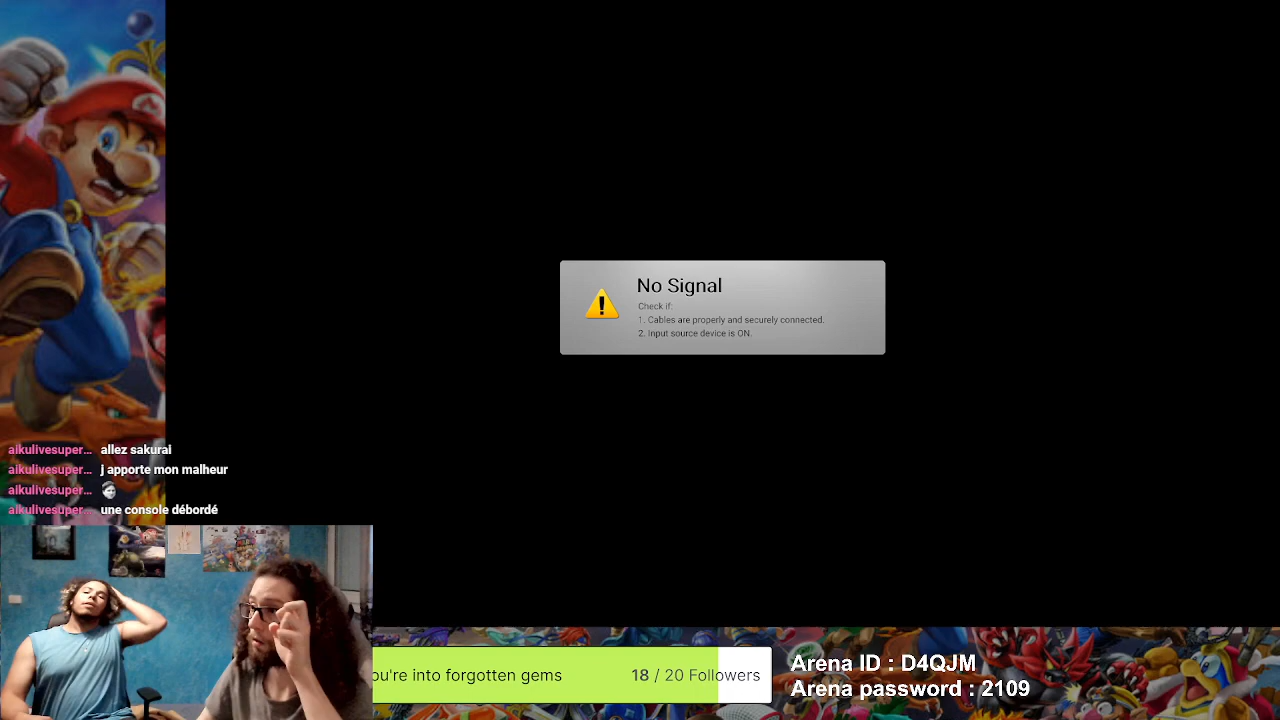 No Signal
Check if:
1. Cables are properly and securely connected.
2. Input source device is ON.
aikulivesuper... allez sakurai
aikulivesuper... j apporte mon malheur
aikulivesuper...
aikulivesuper... une console débordé
ou're into forgotten gems
18 / 20 Followers
Arena ID : D4QJM
Arena password : 2109